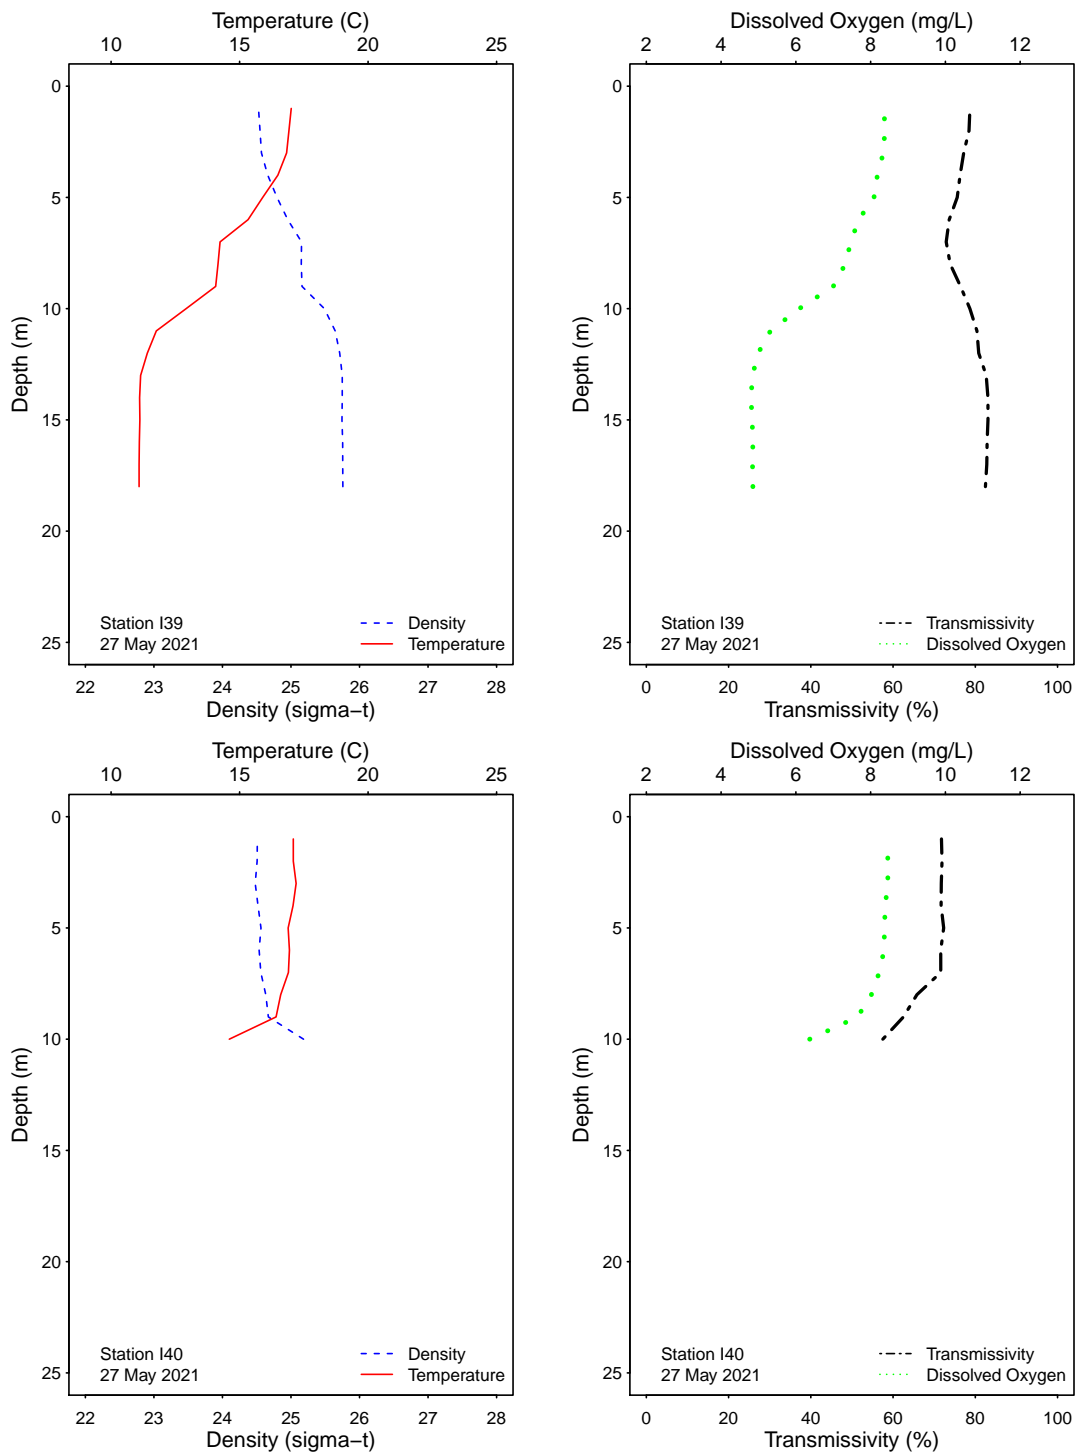 Temperature (C)
10 15 20 25
0
5
10
15
20
25
Depth (m)
Station I39
27 May 2021
Density
Temperature
22 23 24 25 26 27 28
Density (sigma−t)
Dissolved Oxygen (mg/L)
2 4 6 8 10 12
0
5
10
15
20
25
Depth (m)
Station I39
27 May 2021
Transmissivity
Dissolved Oxygen
0 20 40 60 80 100
Transmissivity (%)
Temperature (C)
10 15 20 25
0
5
10
15
20
25
Depth (m)
Station I40
27 May 2021
Density
Temperature
22 23 24 25 26 27 28
Density (sigma−t)
Dissolved Oxygen (mg/L)
2 4 6 8 10 12
0
5
10
15
20
25
Depth (m)
Station I40
27 May 2021
Transmissivity
Dissolved Oxygen
0 20 40 60 80 100
Transmissivity (%)